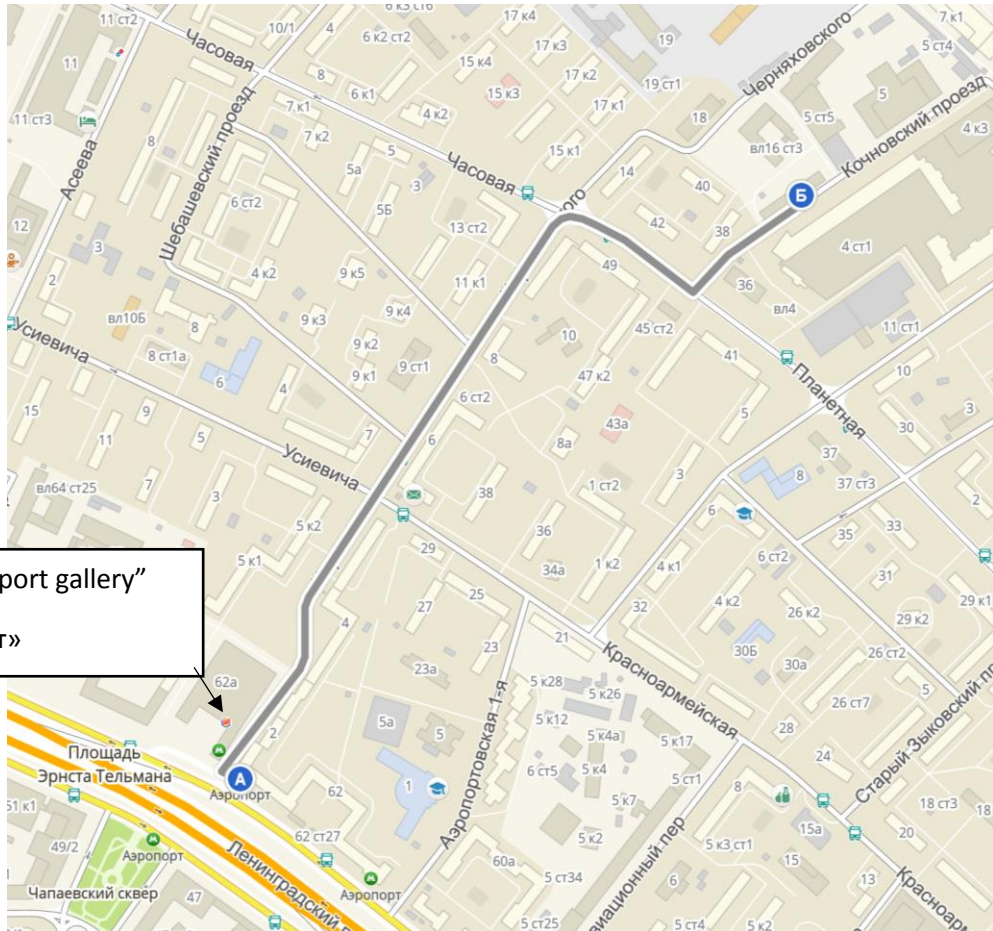 11 ст2
10/1
4
6 к3 ст6
6 к2 ст2
17 к4
17 к3
17 к2
17 к1
19
19 ст1
Черняховского
7 к1
5 ст4
Часовая
11
11 ст3
8
Асеева
Шебашевский проезд
8
6 к1
7 к1
7 к2
4 к2
15 к4
15 к3
15 к1
18
5 ст5
5
вл16 ст3
4 к3
Кочновский проезд
5а
5
3
5Б
Часовая
14
40
42
38
Б
12
3
2
6 ст2
4 к2
13 ст2
49
4 ст1
36
вл10Б
8
9 к5
9 к4
9 к3
9 к2
9 к1
9 ст1
11 к1
10
45 ст2
вл4
11 ст1
Усиевича
8 ст1а
6
4
7
8
47 к2
41
Планетная
10
3
30
15
11
9
5
Усиевича
6 ст2
6
8а
43а
5
37
37 ст3
8
2
вл64 ст25
7
3
5 к2
38
1 ст2
3
6
35
33
5 к1
29
36
34а
1 к2
4 к1
6 ст2
31
port gallery”
т»
4
27
25
23
32
4 к2
26 к2
29 к2
29 к1
62а
23а
21
Красноармейская
30Б
30а
26 ст2
26 ст7
5
2
5а
5
5 к28
5 к26
5 к12
5 к4а
5 к17
28
24
Старый Зыковский пр
Площадь
Эрнста Тельмана
А
Аэропорт
62
1
Аэропортовская 1-я
6 ст5
5 к4
5 ст1
5 к7
8
18 ст3
18
51 к1
49/2
Аэропорт
62 ст27
5 к2
15а
20
5 к3 ст1
15
Чапаевский сквер
47
Ленинградский п
Аэропорт
60а
5 ст34
5 ст25
виационный пер
6
5 ст4
5 к2
13
Красноарм